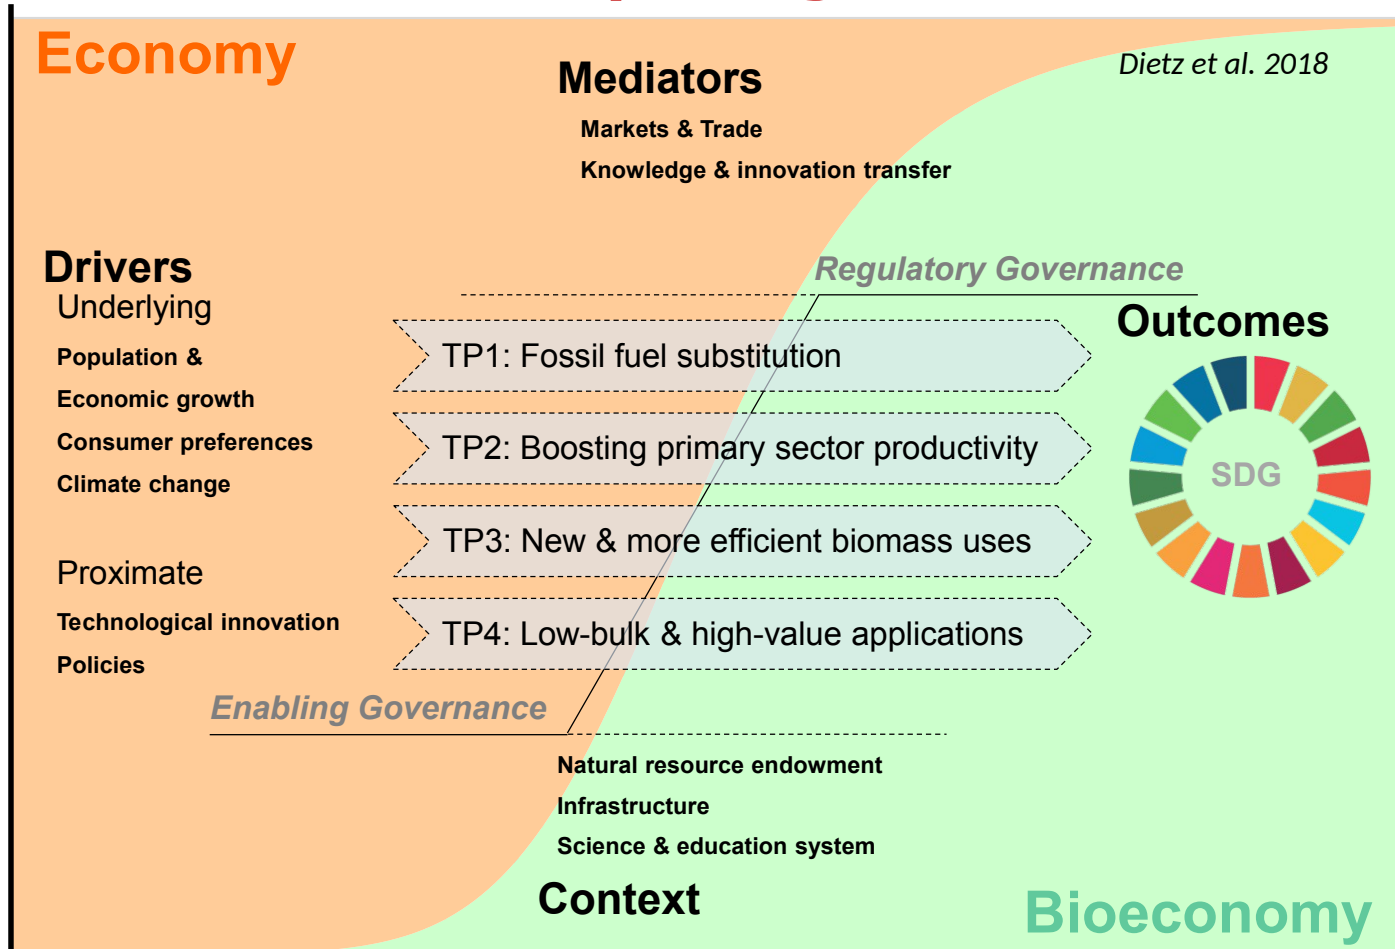 Economy
Mediators
Dietz et al. 2018
Markets & Trade
Knowledge & innovation transfer
Drivers
Regulatory Governance
Underlying
Outcomes
Population &
Economic growth
Consumer preferences
Climate change
TP1: Fossil fuel substitution
TP2: Boosting primary sector productivity
SDG
TP3: New & more efficient biomass uses
Proximate
Technological innovation
Policies
TP4: Low-bulk & high-value applications
Enabling Governance
Natural resource endowment
Infrastructure
Science & education system
Context
Bioeconomy